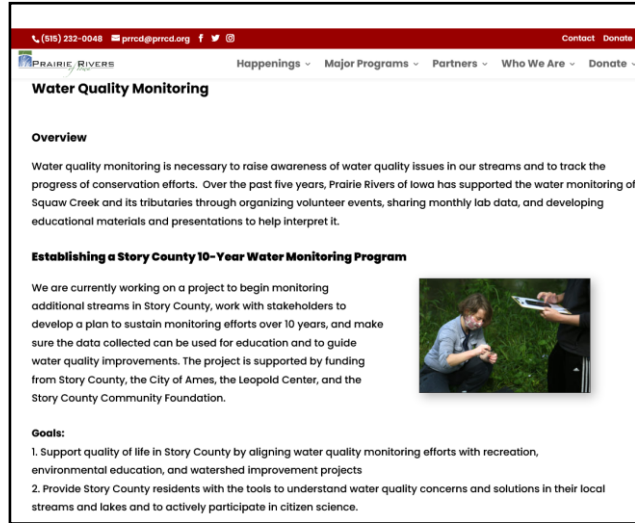 (515) 232-0048 prrcd@prrcd.org Contact Donate
PRAIRIE RIVERS Happenings Major Programs Partners Who We Are Donate
Water Quality Monitoring
Overview
Water quality monitoring is necessary to raise awareness of water quality issues in our streams and to track the
progress of conservation efforts. Over the past five years, Prairie Rivers of Iowa has supported the water monitoring of
Squaw Creek and its tributaries through organizing volunteer events, sharing monthly lab data, and developing
educational materials and presentations to help interpret it.
Establishing a Story County 10-Year Water Monitoring Program
We are currently working on a project to begin monitoring
additional streams in Story County, work with stakeholders to
develop a plan to sustain monitoring efforts over 10 years, and make
sure the data collected can be used for education and to guide
water quality improvements. The project is supported by funding
from Story County, the City of Ames, the Leopold Center, and the
Story County Community Foundation.
Goals:
1. Support quality of life in Story County by aligning water quality monitoring efforts with recreation,
environmental education, and watershed improvement projects
2. Provide Story County residents with the tools to understand water quality concerns and solutions in their local
streams and lakes and to actively participate in citizen science.